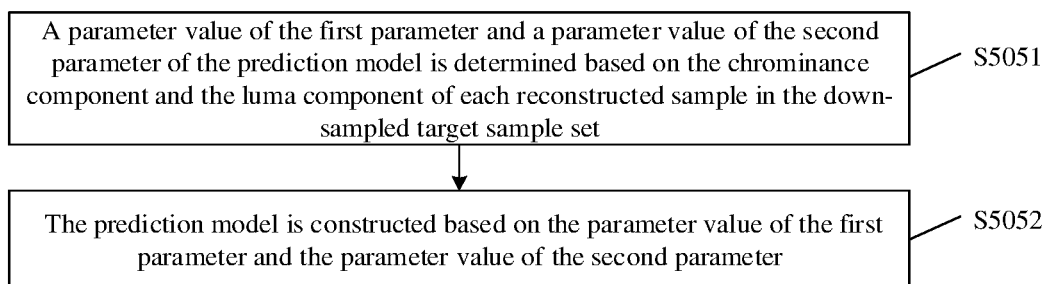 A parameter value of the first parameter and a parameter value of the second
parameter of the prediction model is determined based on the chrominance
component and the luma component of each reconstructed sample in the down-
sampled target sample set
S5051
The prediction model is constructed based on the parameter value of the first
parameter and the parameter value of the second parameter
S5052